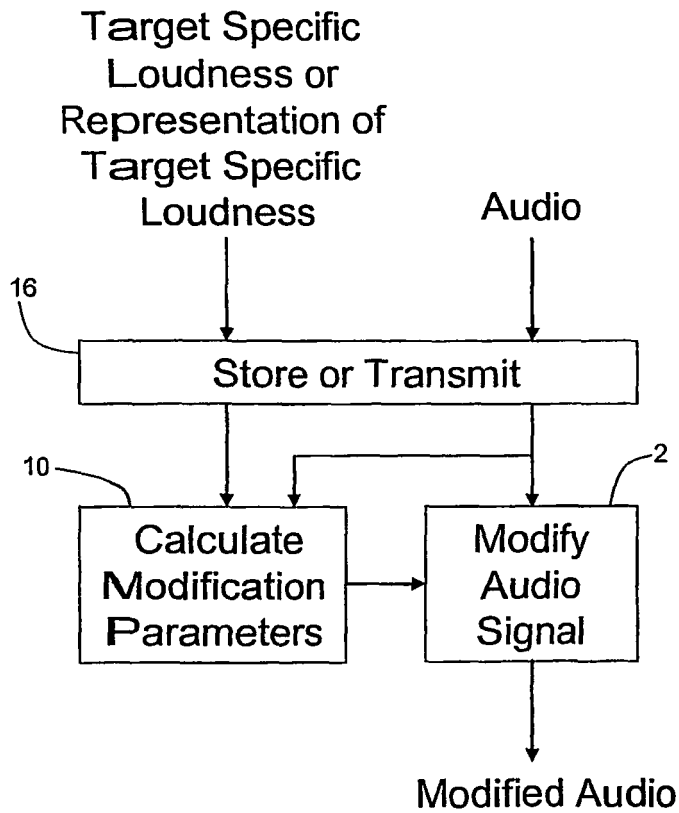 Target Specific
Loudness or
Representation of
Target Specific
Loudness
Audio
16
Store or Transmit
10
2
Calculate
Modification
Parameters
Modify
Audio
Signal
Modified Audio